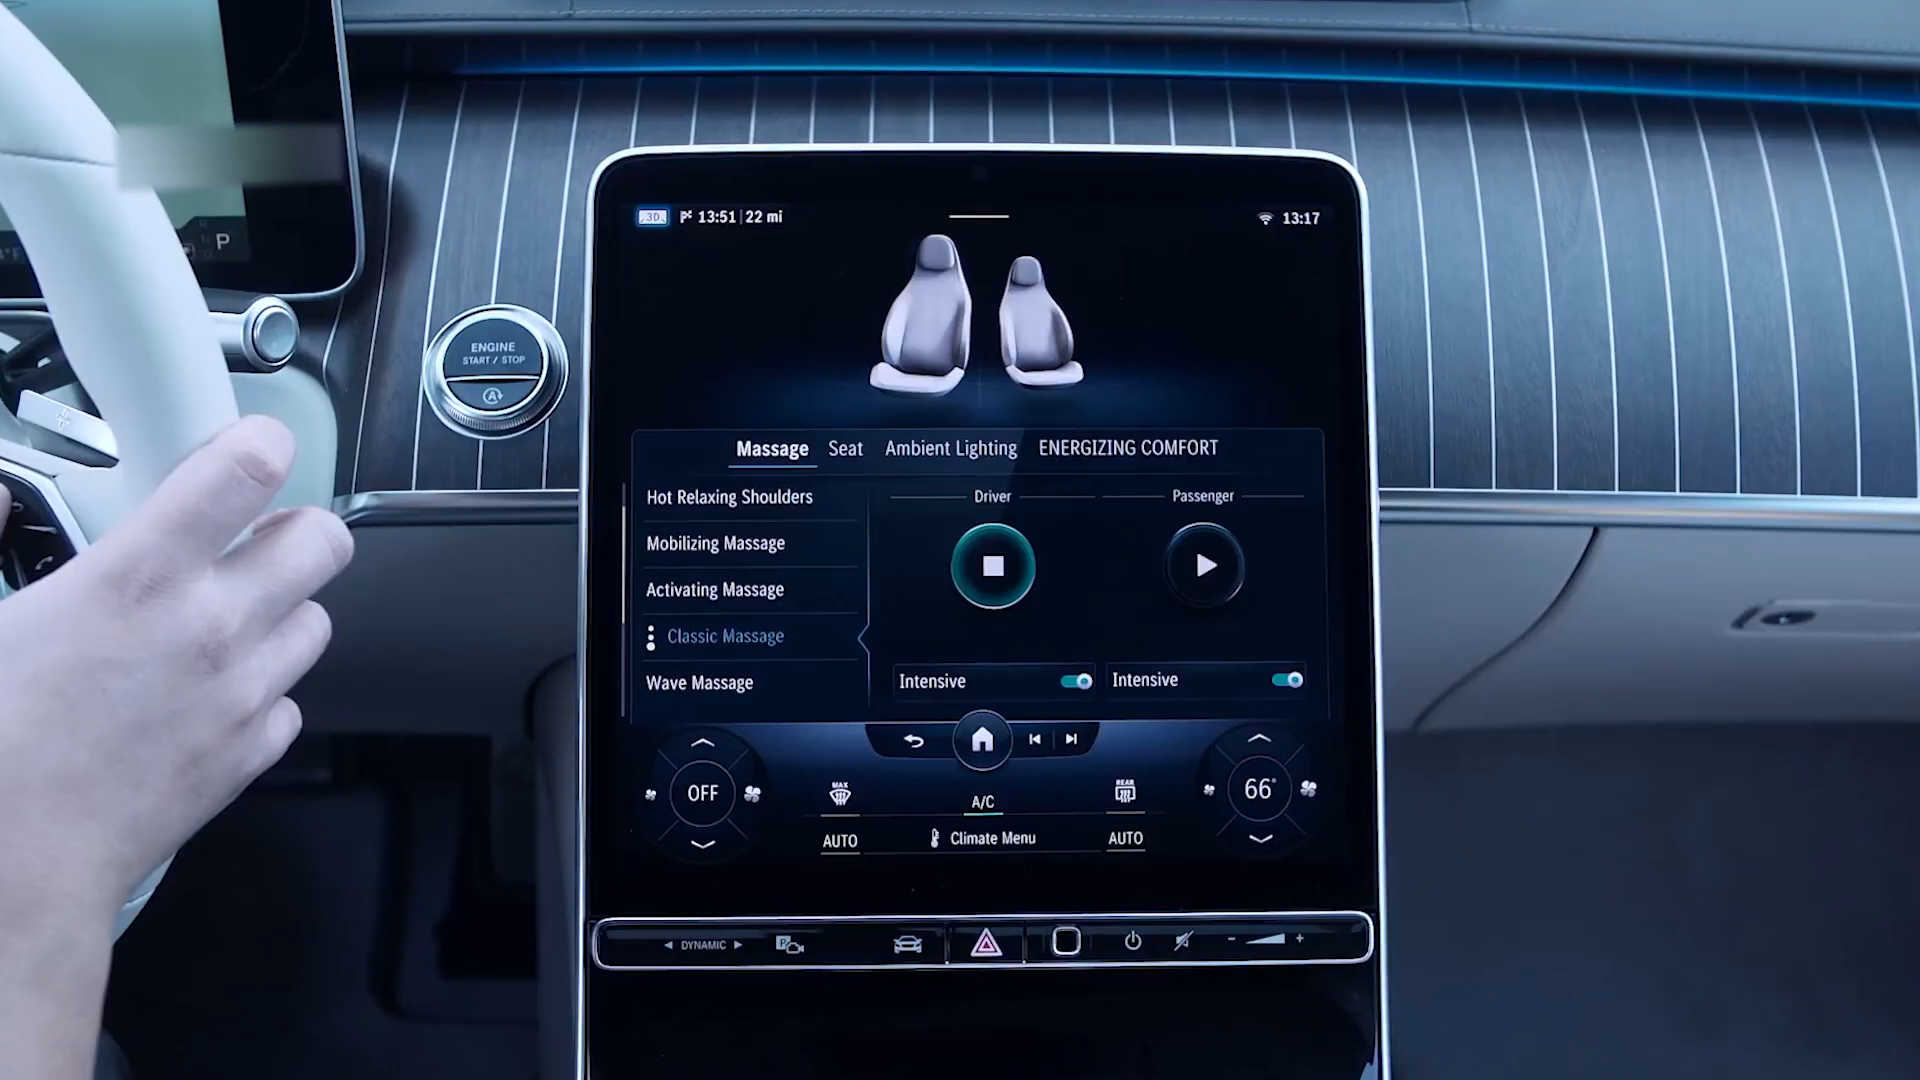 3D 13:51 22 mi
13:17
P
ENGINE
START / STOP
A
Massage Seat Ambient Lighting ENERGIZING COMFORT
Hot Relaxing Shoulders
Mobilizing Massage
Activating Massage
Classic Massage
Wave Massage
Driver
Passenger
Intensive
Intensive
OFF
MAX
A/C
REAR
66°
AUTO
Climate Menu
AUTO
DYNAMIC
P
- +